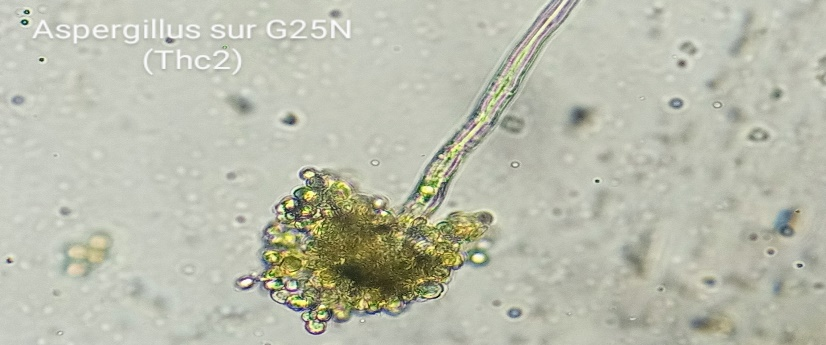 Aspergillus sur G25N
(Thc2)